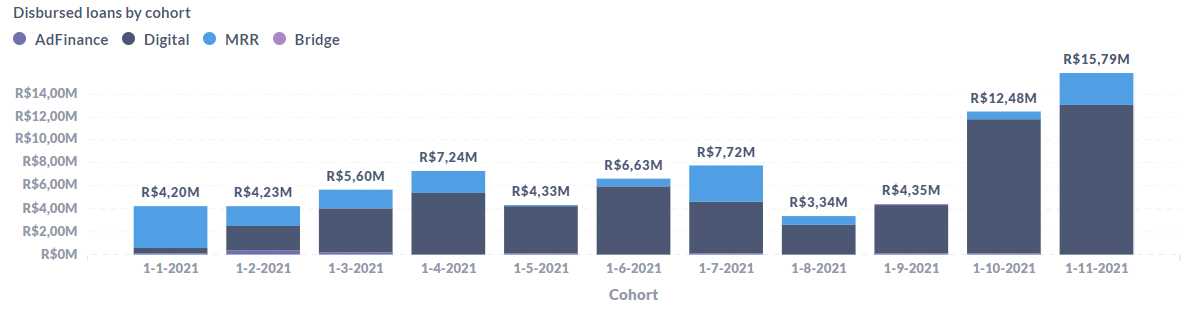 Disbursed loans by cohort
AdFinance Digital MRR Bridge
R$15,79M
R$14,00M
R$12,48M
R$12,00M
R$10,00M
R$8,00M
R$7,72M
R$7,24M
R$6,63M
R$6,00M
R$5,60M
R$4,20M R$4,23M R$4,33M R$4,35M
R$4,00M
R$3,34M
R$2,00M
R$0M
1-1-2021 1-2-2021 1-3-2021 1-4-2021 1-5-2021 1-6-2021 1-7-2021 1-8-2021 1-9-2021 1-10-2021 1-11-2021
Cohort